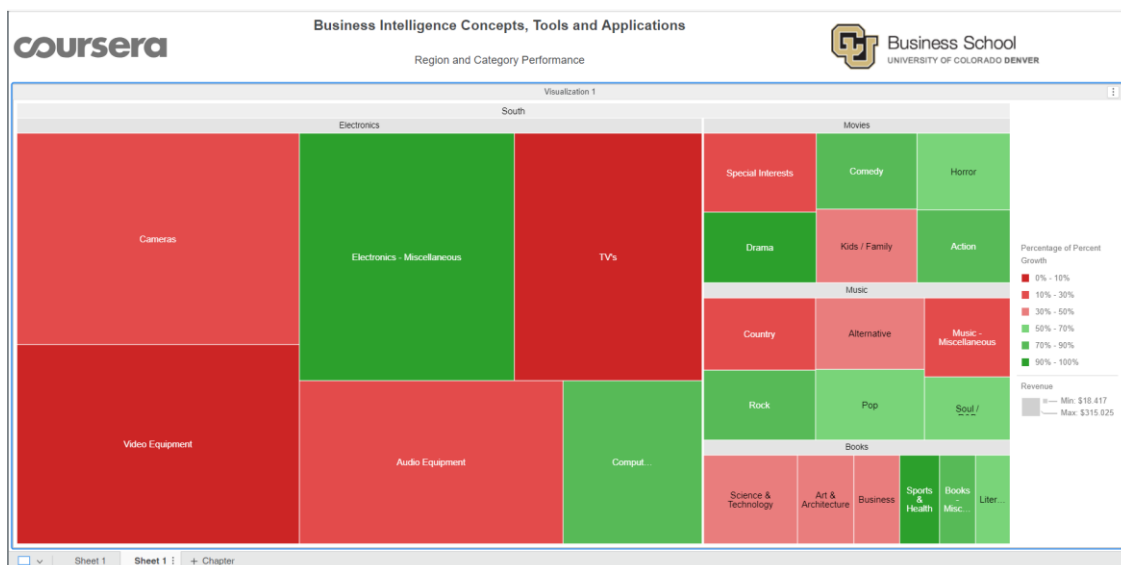 coursera
Business Intelligence Concepts, Tools and Applications
Region and Category Performance
CU
Business School
UNIVERSITY OF COLORADO DENVER
Visualization 1
South
Electronics
Cameras
Electronics - Miscellaneous
TV's
Video Equipment
Audio Equipment
Comput...
Movies
Special Interests
Comedy
Horror
Drama
Kids / Family
Action
Music
Country
Alternative
Music -
Miscellaneous
Rock
Pop
Soul /
Books
Science &
Technology
Art &
Architecture
Business
Sports
&
Health
Books
-
Misc...
Liter...
Percentage of Percent
Growth
0% - 10%
10% - 30%
30% - 50%
50% - 70%
70% - 90%
90% - 100%
Revenue
Min: $18.417
Max: $315.025
Sheet 1
Sheet 1
+ Chapter